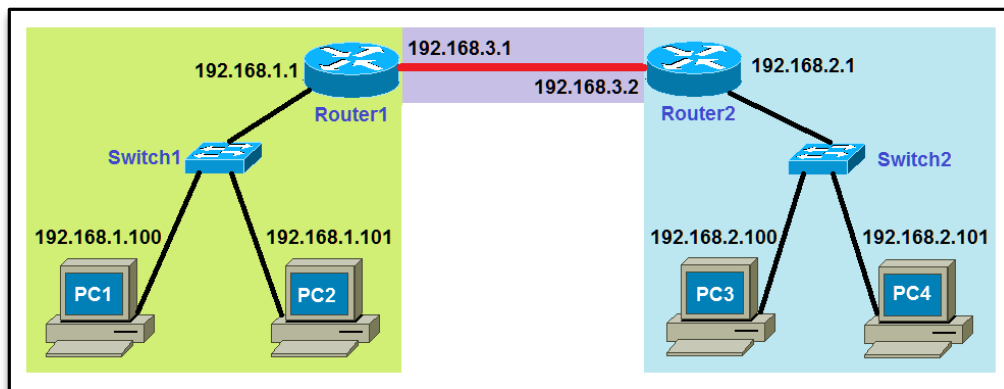 192.168.3.1
192.168.1.1
192.168.2.1
192.168.3.2
Router1
Router2
Switch1
Switch2
192.168.1.100
192.168.1.101
192.168.2.100
192.168.2.101
PC1
PC2
PC3
PC4